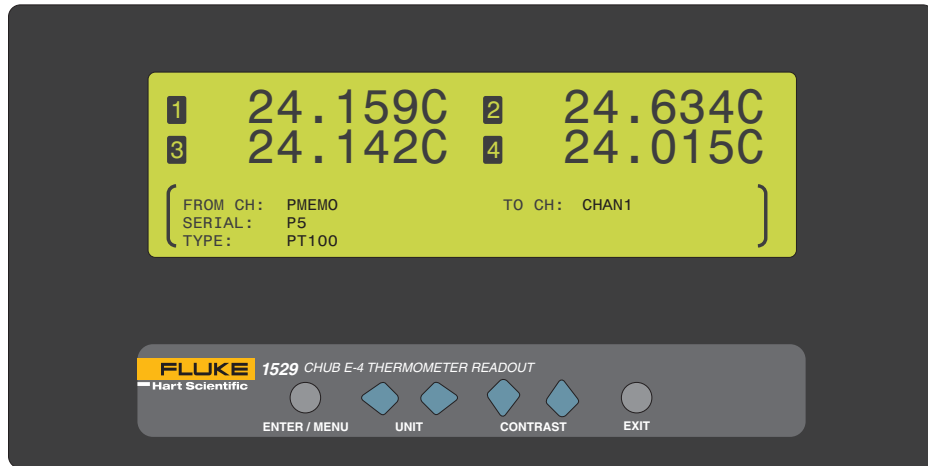 1 24.159C 2 24.634C
3 24.142C 4 24.015C
FROM CH: PMEMO TO CH: CHAN1
SERIAL: P5
TYPE: PT100
FLUKE 1529 CHUB E-4 THERMOMETER READOUT
Hart Scientific
ENTER / MENU UNIT CONTRAST EXIT